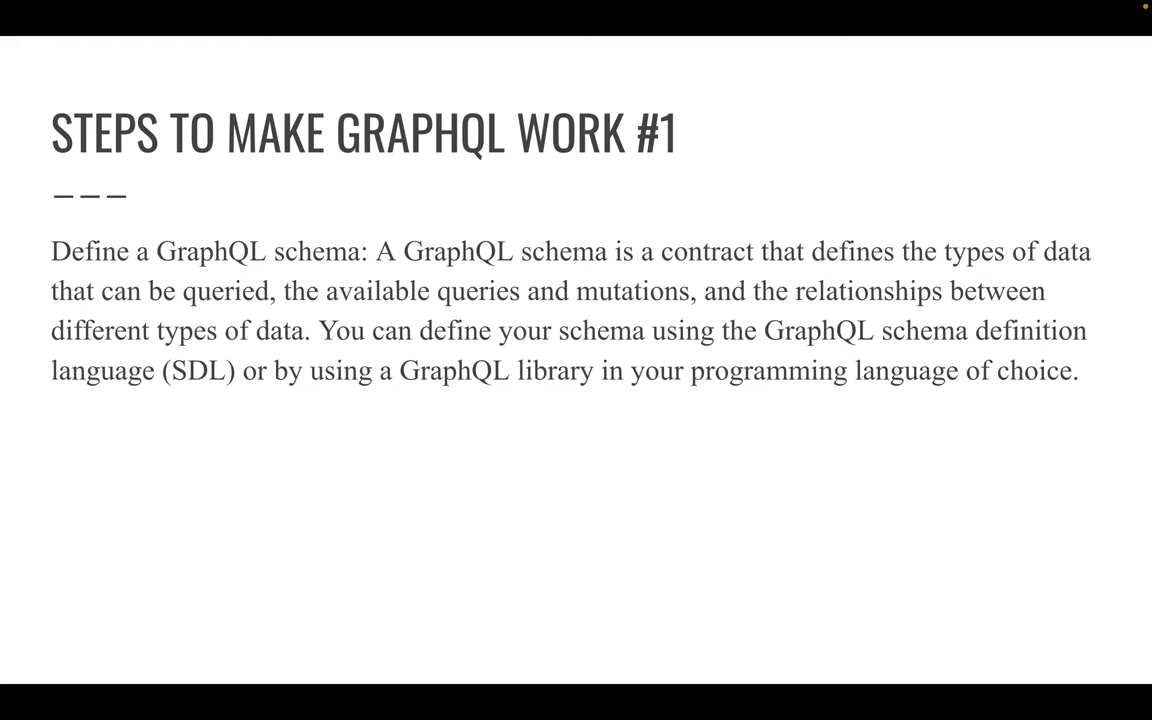 STEPS TO MAKE GRAPHQL WORK #1
Define a GraphQL schema: A GraphQL schema is a contract that defines the types of data
that can be queried, the available queries and mutations, and the relationships between
different types of data. You can define your schema using the GraphQL schema definition
language (SDL) or by using a GraphQL library in your programming language of choice.